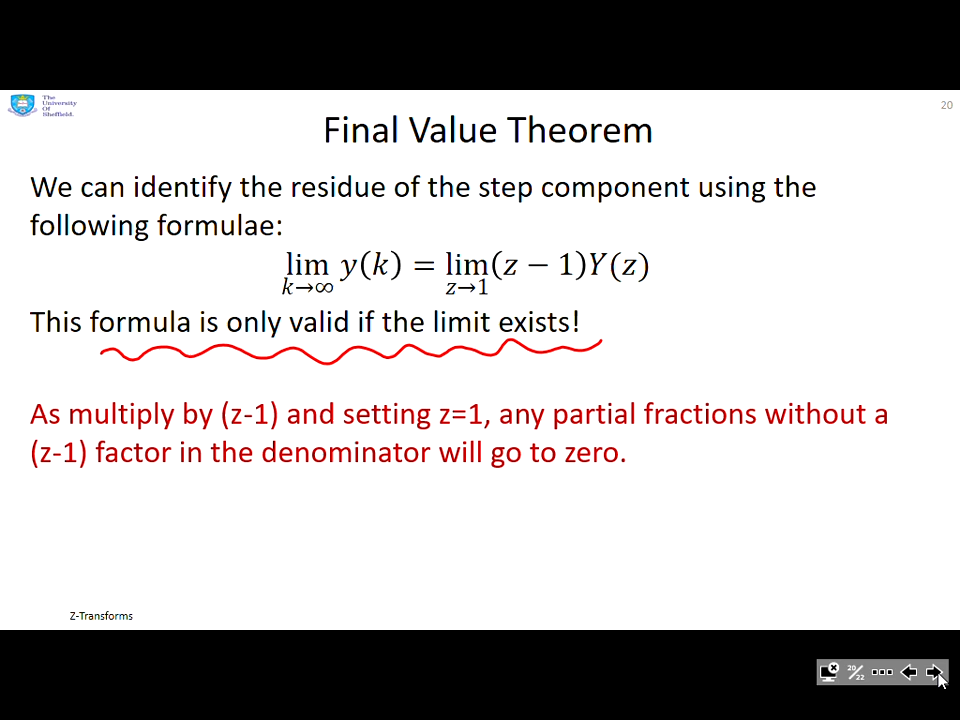 The
University
Of
Sheffield.
20
Final Value Theorem
We can identify the residue of the step component using the
following formulae:
lim y(k) = lim(z − 1)Y(z)
k→∞ z→1
This formula is only valid if the limit exists!
As multiply by (z-1) and setting z=1, any partial fractions without a
(z-1) factor in the denominator will go to zero.
Z-Transforms
20/22